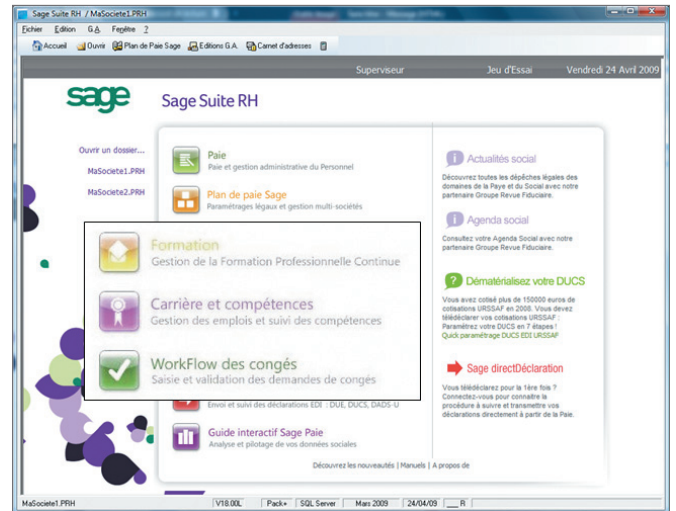 Sage Suite RH / MaSociete1.PRH
Fichier Edition G.A. Fenêtre ?
Accueil Ouvrir Plan de Paie Sage Editions G.A. Carnet d'adresses
Superviseur Jeu d'Essai Vendredi 24 Avril 2009
sage Sage Suite RH
Ouvrir un dossier...
MaSociete1.PRH
MaSociete2.PRH
Paie
Paie et gestion administrative du Personnel
Plan de paie Sage
Paramétrages légaux et gestion multi-sociétés
Formation
Gestion de la Formation Professionnelle Continue
Carrière et compétences
Gestion des emplois et suivi des compétences
WorkFlow des congés
Saisie et validation des demandes de congés
Envoi et suivi des déclarations EDI : DUE, DUCS, DADS-U
Guide interactif Sage Paie
Analyse et pilotage de vos données sociales
Actualités social
Découvrez toutes les dépêches légales des
domaines de la Paye et du Social avec notre
partenaire Groupe Revue Fiduciaire.
Agenda social
Consultez votre Agenda Social avec notre
partenaire Groupe Revue Fiduciaire.
Dématérialisez votre DUCS
Vous avez cotisé plus de 150000 euros de
cotisations URSSAF en 2008. Vous devez
télédéclarer vos cotisations URSSAF :
Paramétrez votre DUCS en 7 étapes !
Quick paramétrage DUCS EDI URSSAF
Sage directDéclaration
Vous télédéclarez pour la 1ère fois ?
Connectez-vous pour connaitre la
procédure à suivre et transmettre vos
déclarations directement à partir de la Paie.
Découvrez les nouveautés | Manuels | A propos de
MaSociete1.PRH V18.00L Pack+ SQL Server Mars 2009 24/04/09 __R